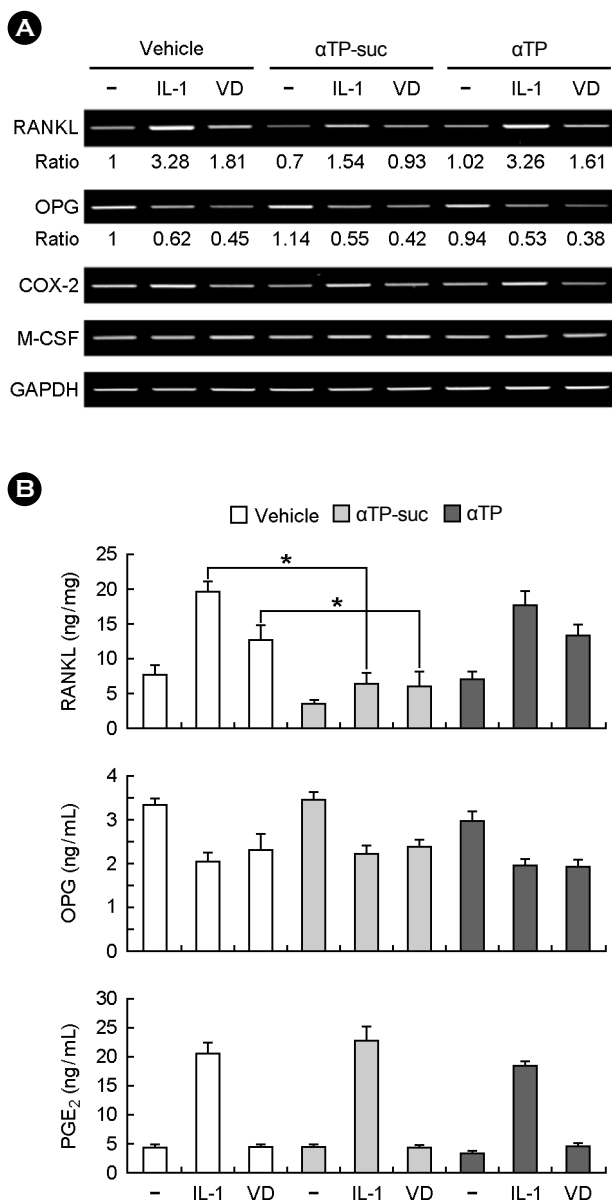 A
Vehicle αTP-suc αTP
– IL-1 VD – IL-1 VD – IL-1 VD
RANKL
Ratio 1 3.28 1.81 0.7 1.54 0.93 1.02 3.26 1.61
OPG
Ratio 1 0.62 0.45 1.14 0.55 0.42 0.94 0.53 0.38
COX-2
M-CSF
GAPDH
B
Vehicle αTP-suc αTP
RANKL (ng/mg)
25
20
15
10
5
0
* *
OPG (ng/mL)
4
3
2
1
0
PGE₂ (ng/mL)
30
25
20
15
10
5
0
– IL-1 VD – IL-1 VD – IL-1 VD